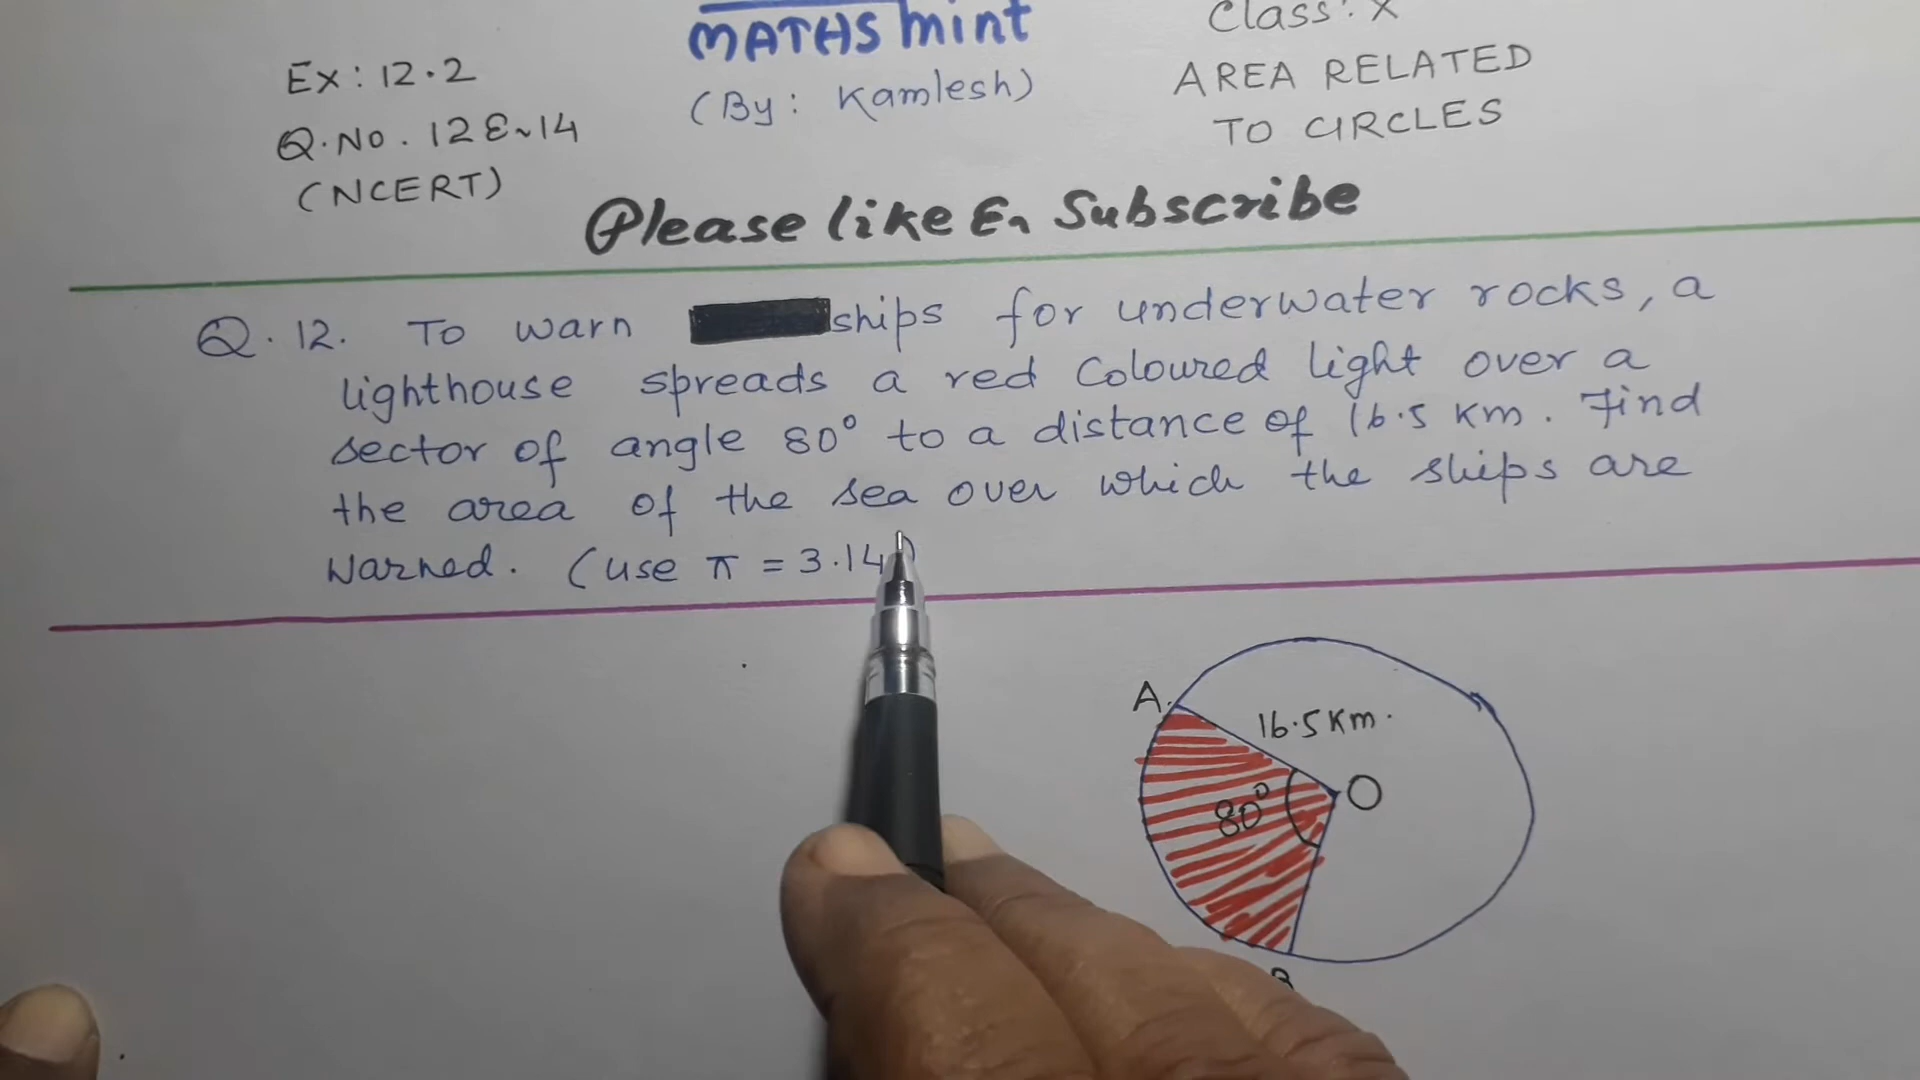 MATHS mint
Class: X
Ex: 12.2
(By: Kamlesh)
AREA RELATED
Q.No. 12 & 14
TO CIRCLES
(NCERT)
Please like & Subscribe
Q. 12. To warn ships for underwater rocks, a
lighthouse spreads a red coloured light over a
sector of angle 80° to a distance of 16.5 km. Find
the area of the sea over which the ships are
warned. (use π = 3.14)
A.
16.5 Km.
80°
O
B